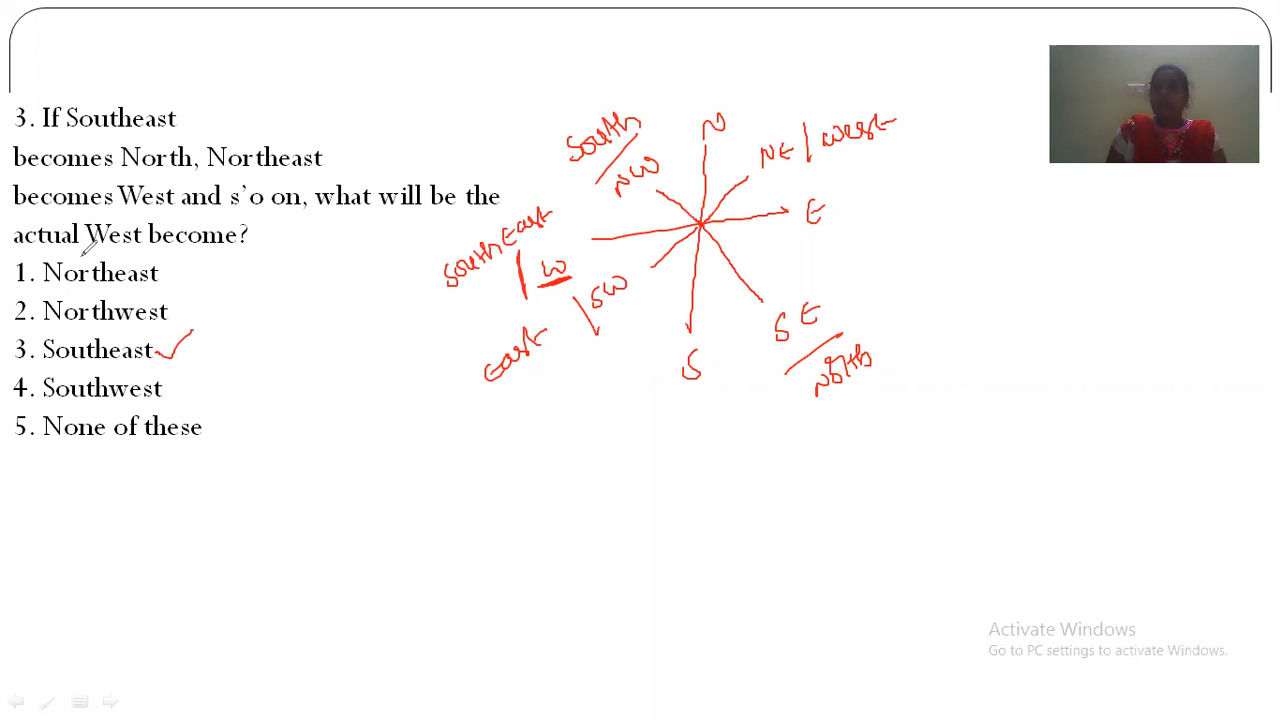 3. If Southeast
becomes North, Northeast
becomes West and s'o on, what will be the
actual West become?
1. Northeast
2. Northwest
3. Southeast
4. Southwest
5. None of these
N
South
NW
NE | West
E
SouthEast
W
SW
East
S
SE
North
Activate Windows
Go to PC settings to activate Windows.